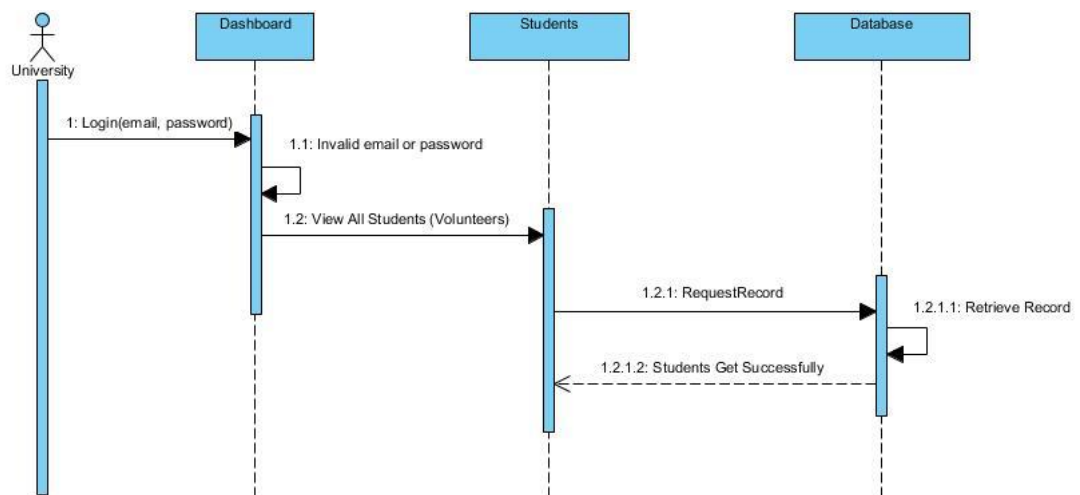 Dashboard
Students
Database
University
1: Login(email, password)
1.1: Invalid email or password
1.2: View All Students (Volunteers)
1.2.1: RequestRecord
1.2.1.1: Retrieve Record
1.2.1.2: Students Get Successfully